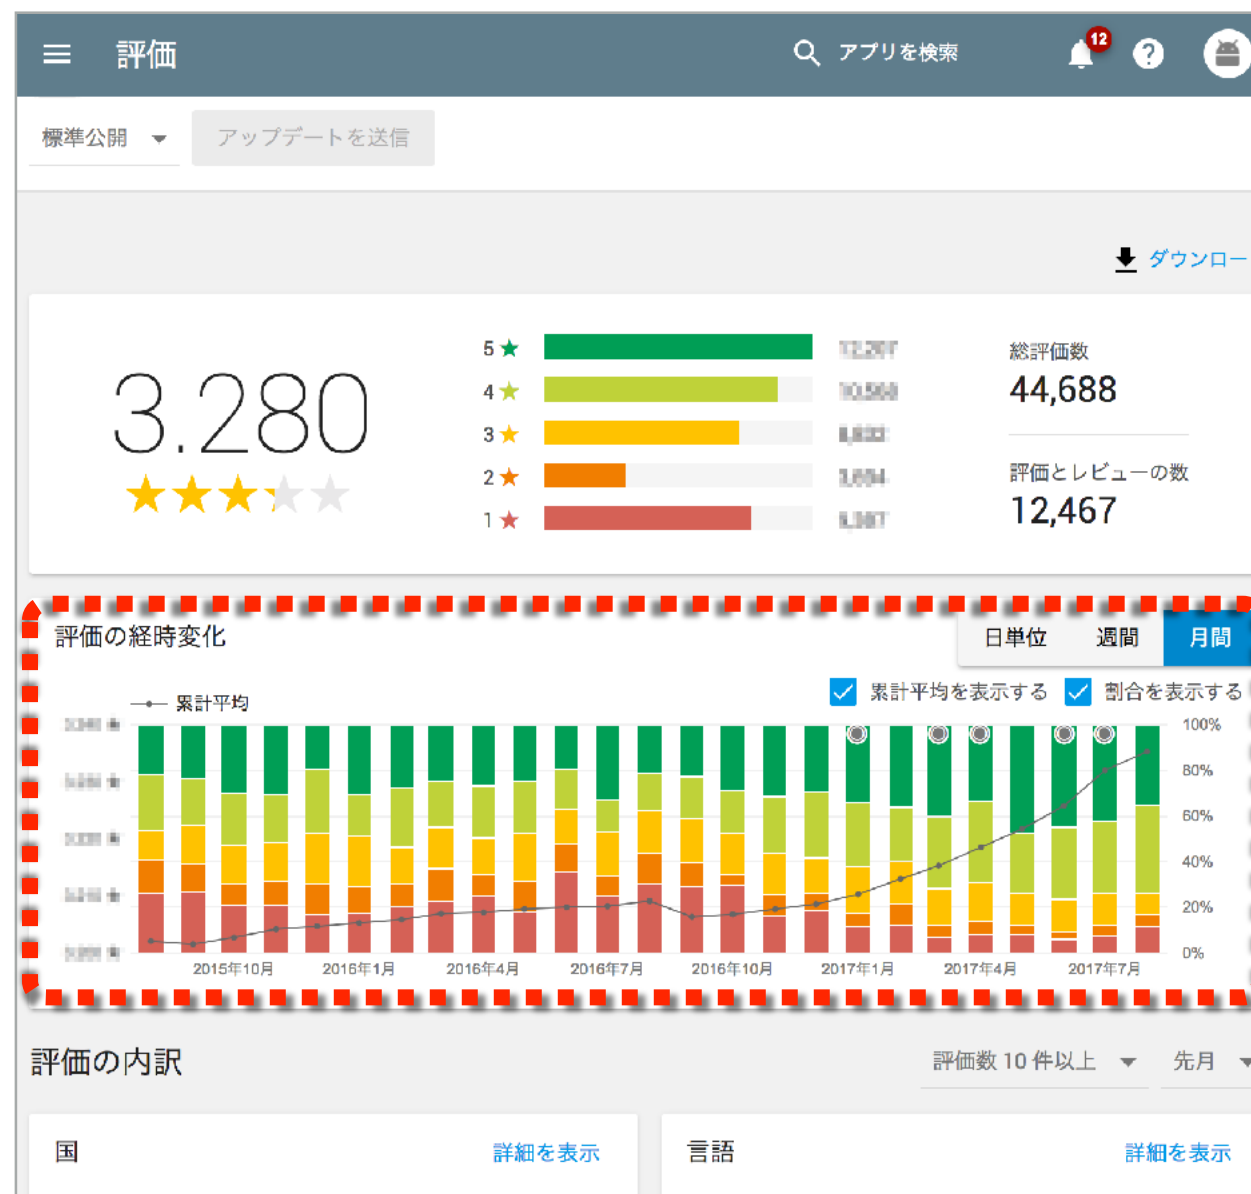 評価
アプリを検索
12
?
標準公開
アップデートを送信
ダウンロー
3.280
5
4
3
2
1
総評価数
44,688
評価とレビューの数
12,467
評価の経時変化
日単位 週間 月間
累計平均
累計平均を表示する 割合を表示する
100%
80%
60%
40%
20%
0%
2015年10月 2016年1月 2016年4月 2016年7月 2016年10月 2017年1月 2017年4月 2017年7月
評価の内訳
評価数 10 件以上 先月
国 詳細を表示
言語 詳細を表示